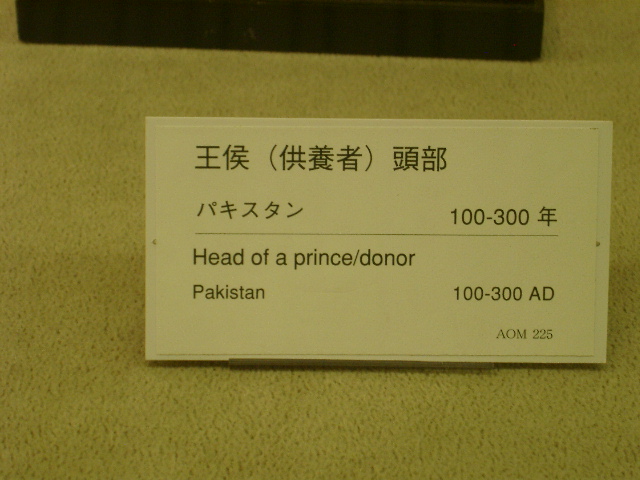 王侯（供養者）頭部
パキスタン 100-300 年
Head of a prince/donor
Pakistan 100-300 AD
AOM 225